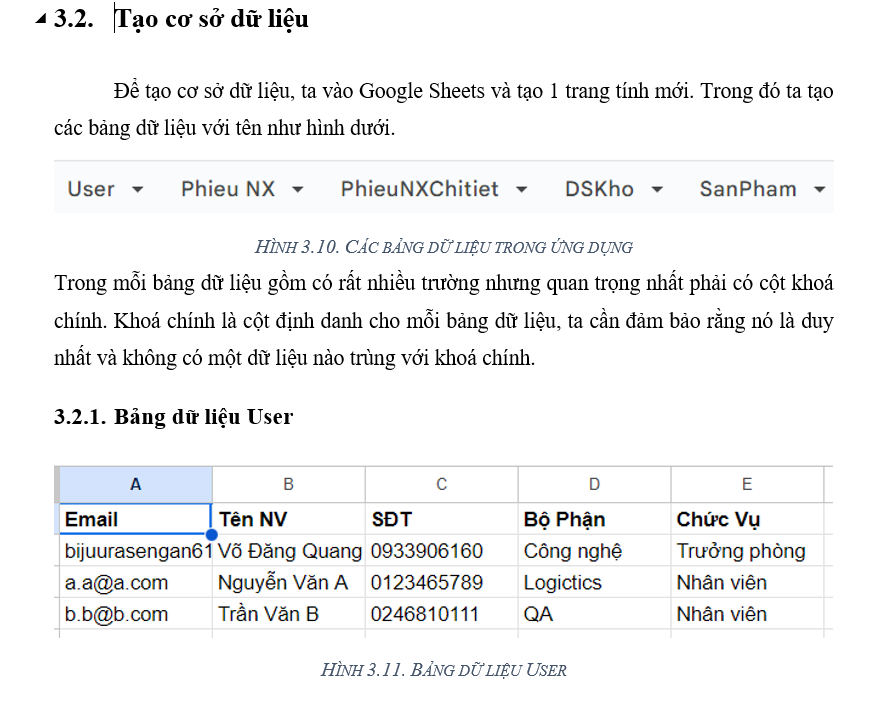 3.2. Tạo cơ sở dữ liệu
Để tạo cơ sở dữ liệu, ta vào Google Sheets và tạo 1 trang tính mới. Trong đó ta tạo
các bảng dữ liệu với tên như hình dưới.
User Phieu NX PhieuNXChitiet DSKho SanPham
HÌNH 3.10. CÁC BẢNG DỮ LIỆU TRONG ỨNG DỤNG
Trong mỗi bảng dữ liệu gồm có rất nhiều trường nhưng quan trọng nhất phải có cột khoá
chính. Khoá chính là cột định danh cho mỗi bảng dữ liệu, ta cần đảm bảo rằng nó là duy
nhất và không có một dữ liệu nào trùng với khoá chính.
3.2.1. Bảng dữ liệu User
A B C D E
Email Tên NV SĐT Bộ Phận Chức Vụ
bijuurasengan61 Võ Đăng Quang 0933906160 Công nghệ Trưởng phòng
a.a@a.com Nguyễn Văn A 0123465789 Logictics Nhân viên
b.b@b.com Trần Văn B 0246810111 QA Nhân viên
HÌNH 3.11. BẢNG DỮ LIỆU USER